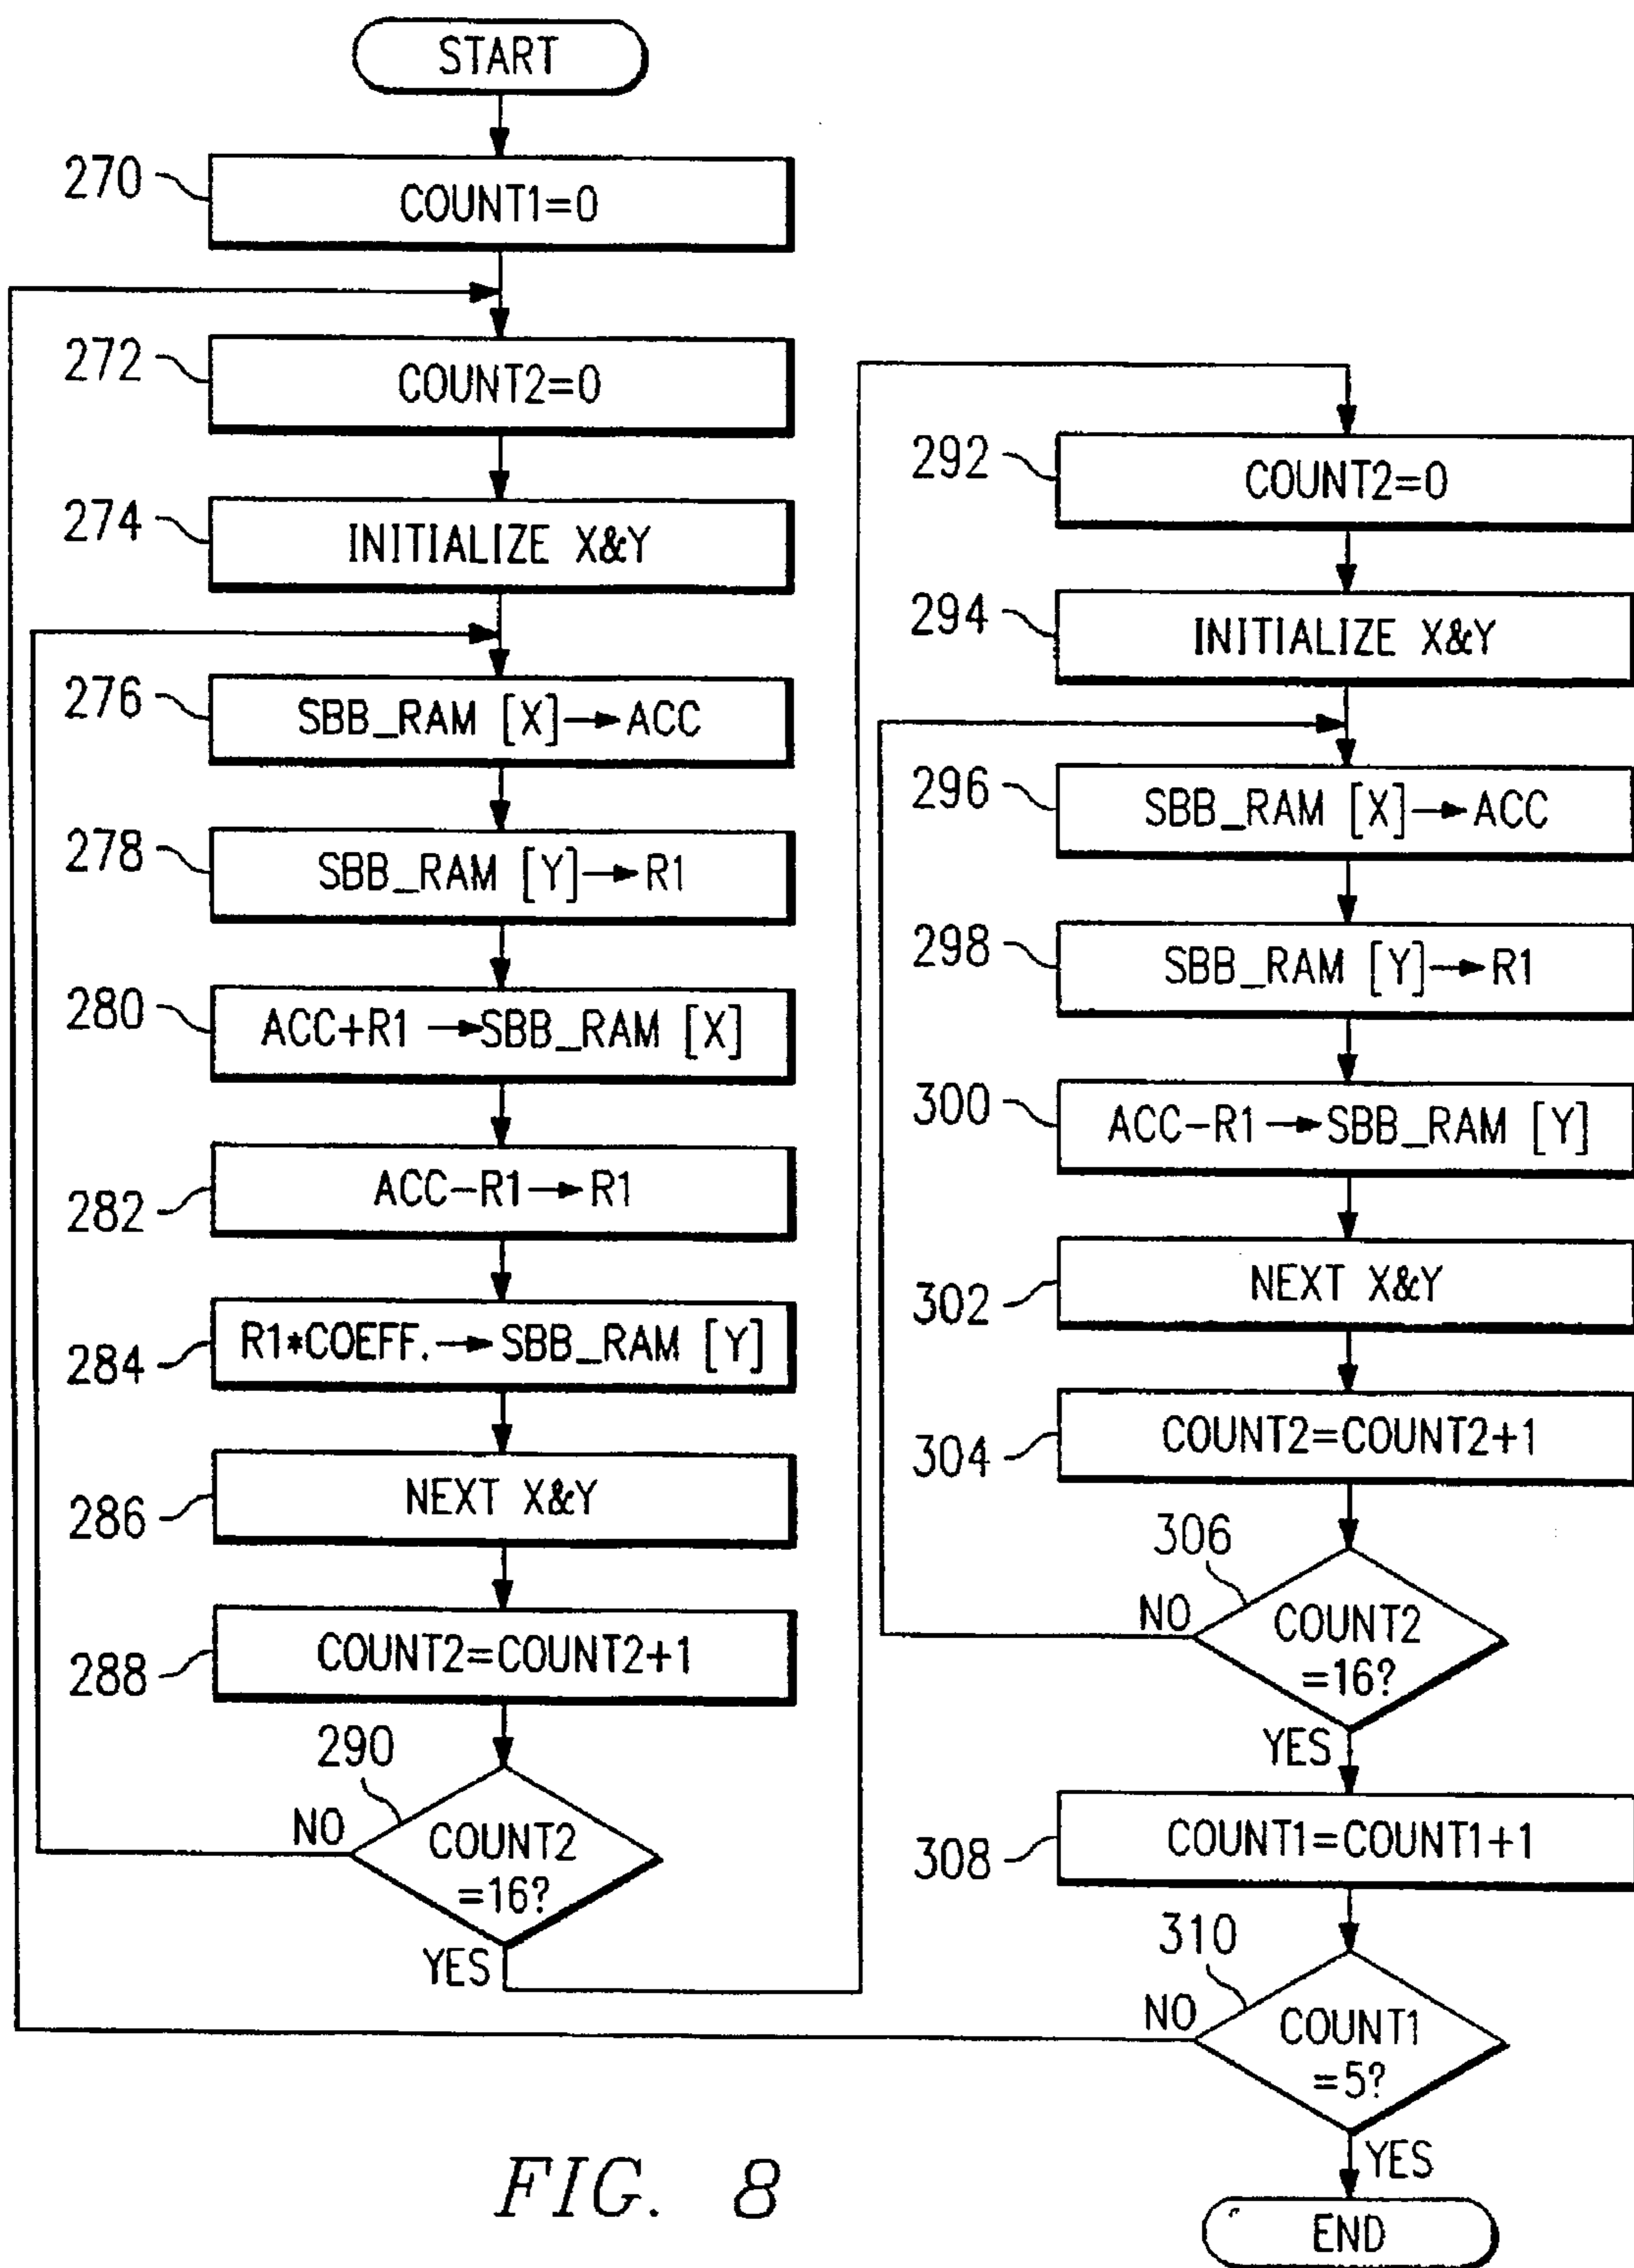 START
270
COUNT1=0
272
COUNT2=0
274
INITIALIZE X&Y
276
SBB_RAM [X]→ACC
278
SBB_RAM [Y]→R1
280
ACC+R1→SBB_RAM [X]
282
ACC-R1→R1
284
R1*COEFF.→SBB_RAM [Y]
286
NEXT X&Y
288
COUNT2=COUNT2+1
290
NO
COUNT2
=16?
YES
292
COUNT2=0
294
INITIALIZE X&Y
296
SBB_RAM [X]→ACC
298
SBB_RAM [Y]→R1
300
ACC-R1→SBB_RAM [Y]
302
NEXT X&Y
304
COUNT2=COUNT2+1
306
NO
COUNT2
=16?
YES
308
COUNT1=COUNT1+1
310
NO
COUNT1
=5?
YES
END
FIG. 8